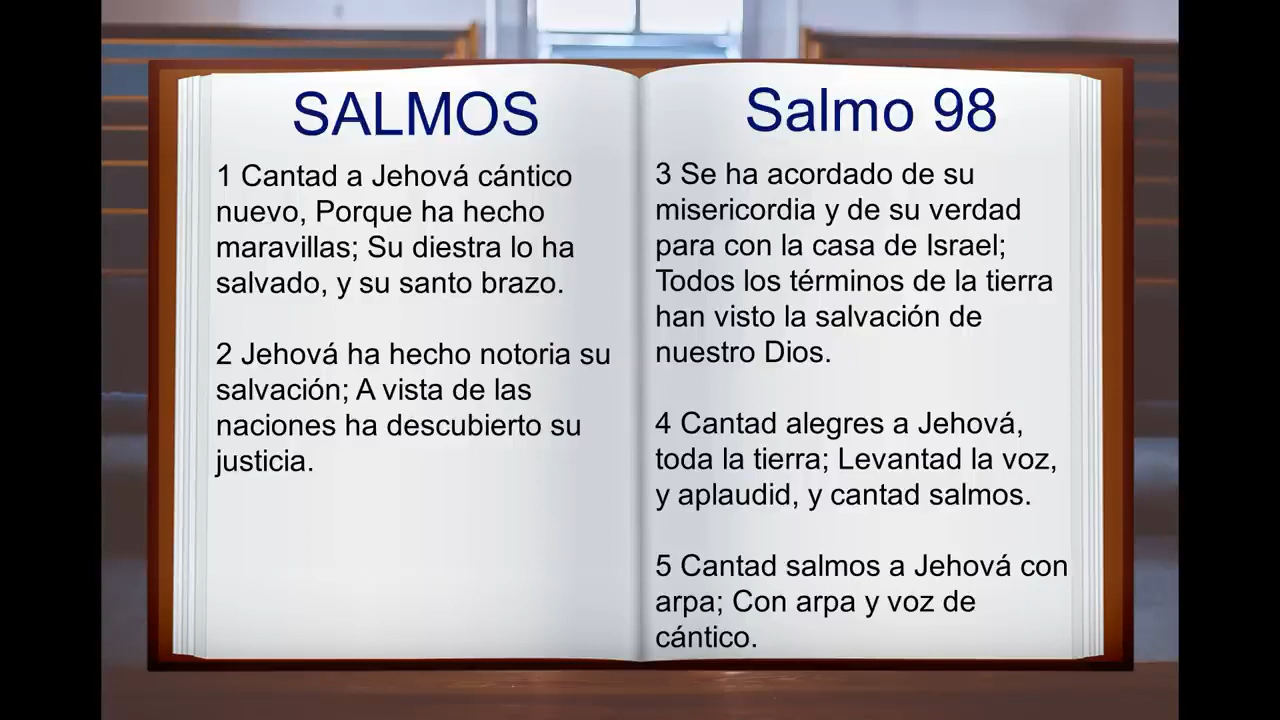 SALMOS
1 Cantad a Jehová cántico
nuevo, Porque ha hecho
maravillas; Su diestra lo ha
salvado, y su santo brazo.
2 Jehová ha hecho notoria su
salvación; A vista de las
naciones ha descubierto su
justicia.
Salmo 98
3 Se ha acordado de su
misericordia y de su verdad
para con la casa de Israel;
Todos los términos de la tierra
han visto la salvación de
nuestro Dios.
4 Cantad alegres a Jehová,
toda la tierra; Levantad la voz,
y aplaudid, y cantad salmos.
5 Cantad salmos a Jehová con
arpa; Con arpa y voz de
cántico.